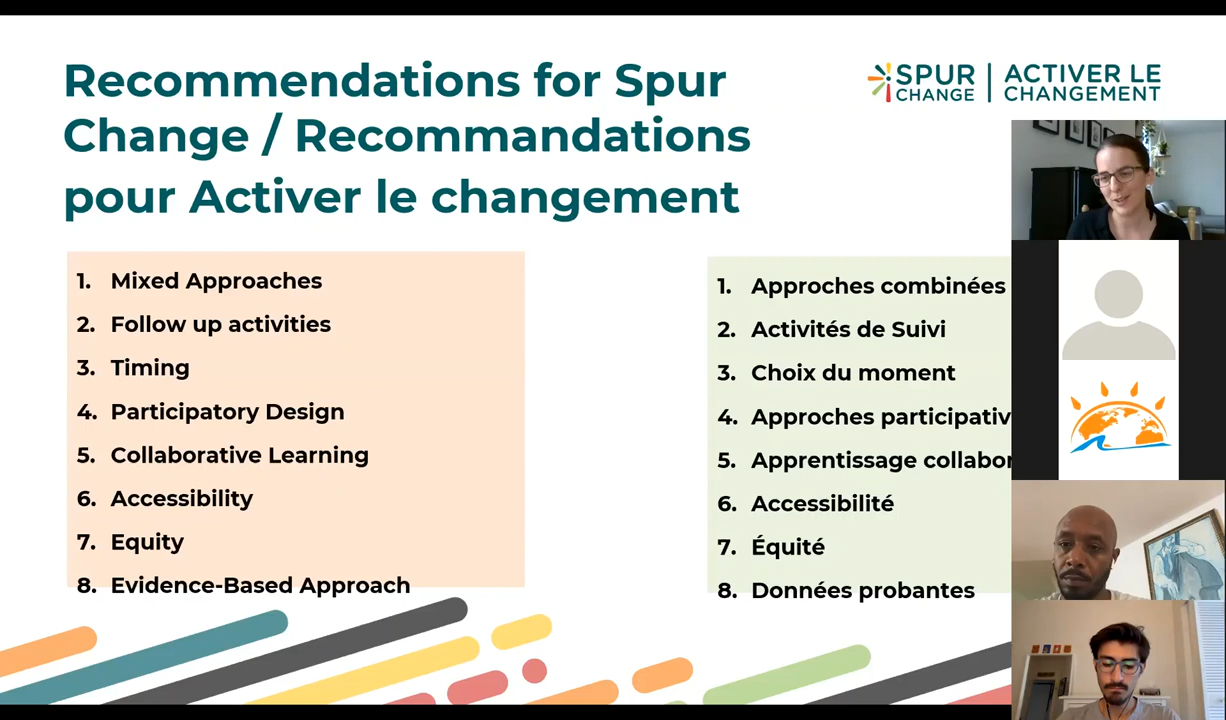 Recommendations for Spur
Change / Recommandations
pour Activer le changement
SPUR
CHANGE
ACTIVER LE
CHANGEMENT
1. Mixed Approaches
2. Follow up activities
3. Timing
4. Participatory Design
5. Collaborative Learning
6. Accessibility
7. Equity
8. Evidence-Based Approach
1. Approches combinées
2. Activités de Suivi
3. Choix du moment
4. Approches participativ
5. Apprentissage collabor
6. Accessibilité
7. Équité
8. Données probantes